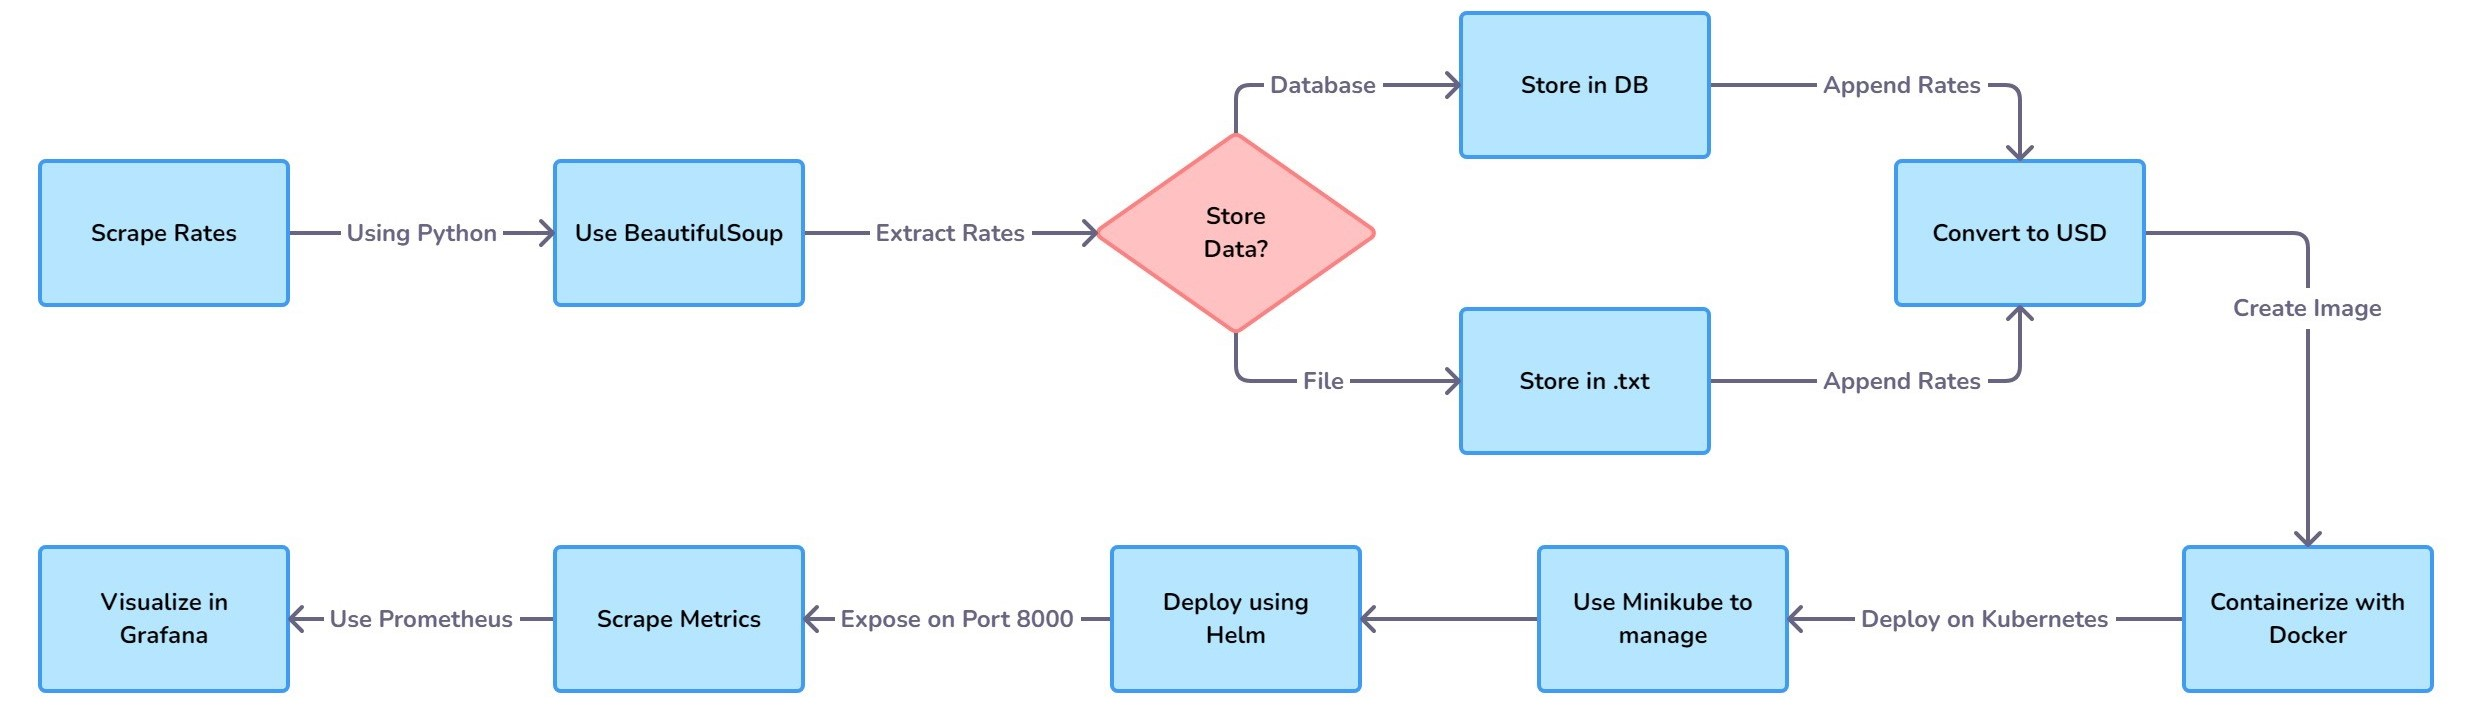 Scrape Rates
Using Python
Use BeautifulSoup
Extract Rates
Store
Data?
Database
Store in DB
Append Rates
File
Store in .txt
Append Rates
Convert to USD
Create Image
Containerize with
Docker
Deploy on Kubernetes
Use Minikube to
manage
Deploy using
Helm
Expose on Port 8000
Scrape Metrics
Use Prometheus
Visualize in
Grafana